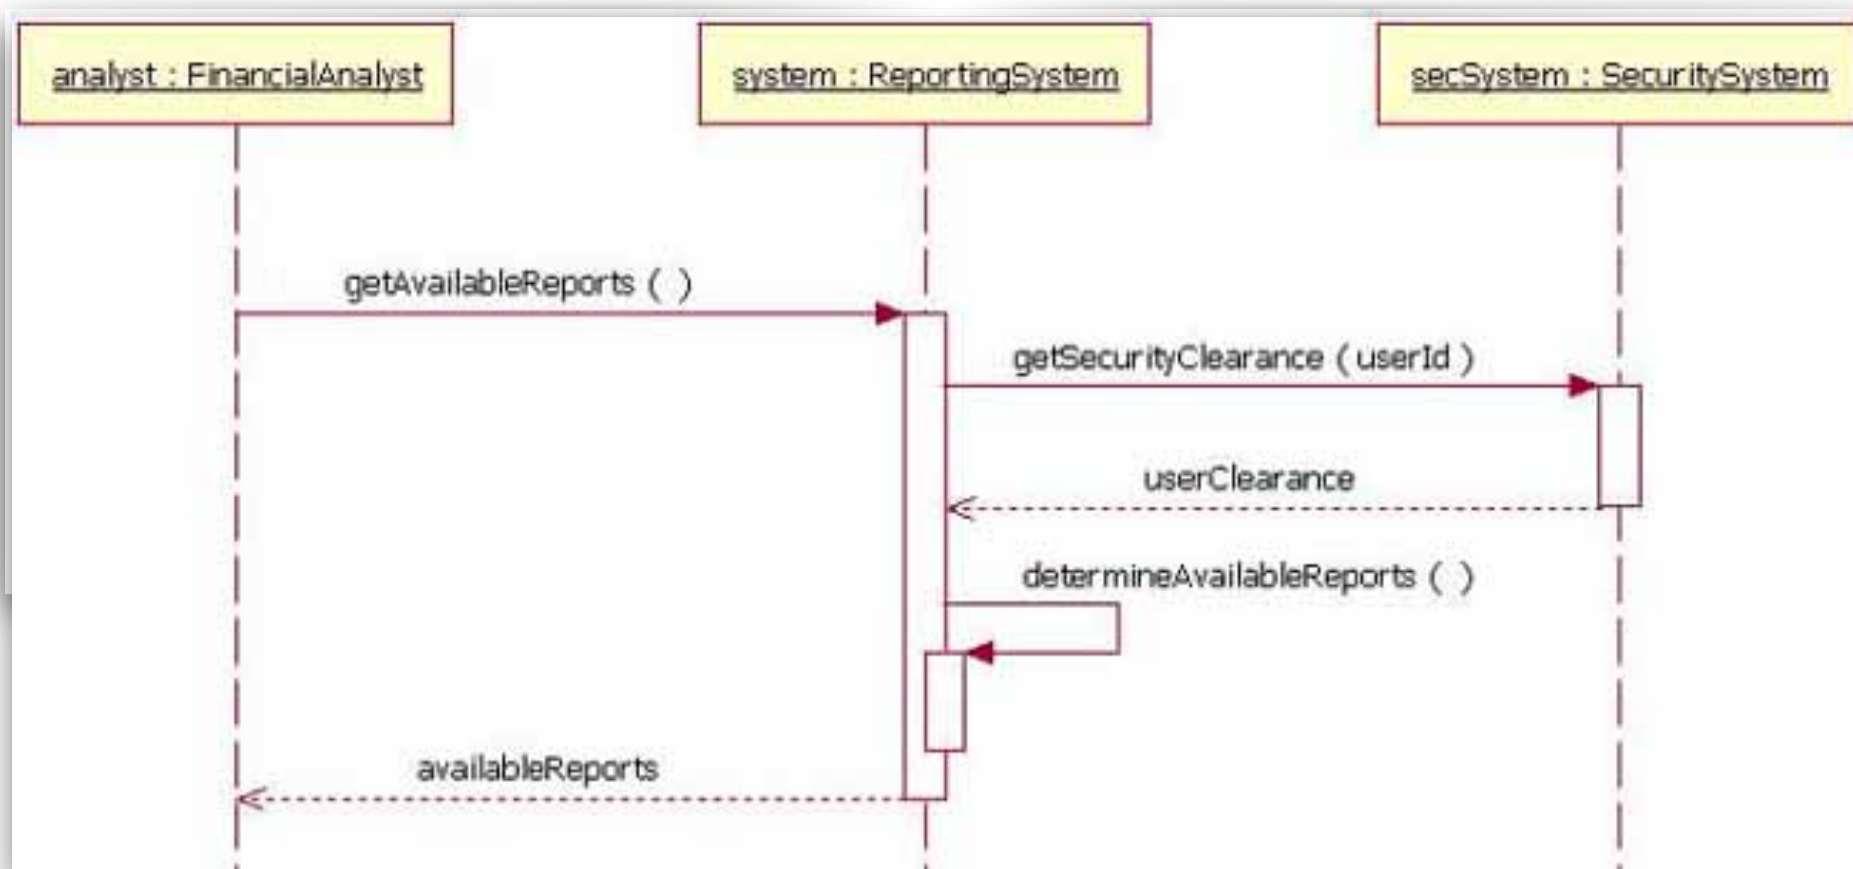 analyst : FinancialAnalyst
system : ReportingSystem
secSystem : SecuritySystem
getAvailableReports ( )
getSecurityClearance ( userId )
userClearance
determineAvailableReports ( )
availableReports